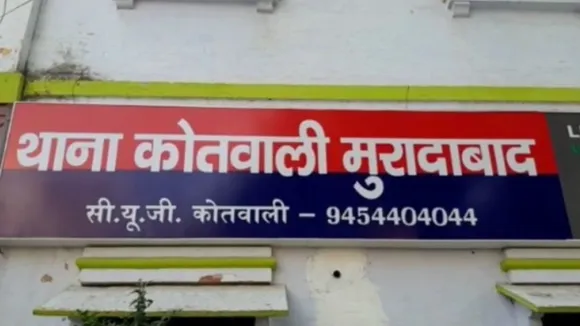 थाना कोतवाली मुरादाबाद
सी.यू.जी. कोतवाली – 9454404044